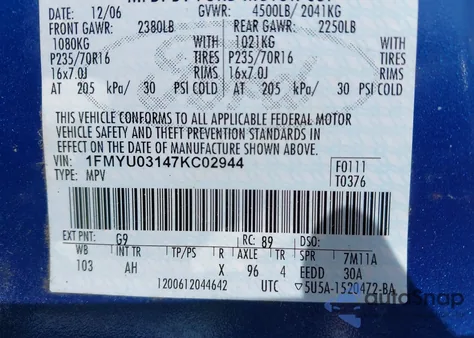 DATE: 12/06 GVWR: 4500LB/ 2041KG
FRONT GAWR: 2380LB REAR GAWR: 2250LB
1080KG WITH 1021KG WITH
P235/70R16 TIRES P235/70R16 TIRES
16x7.0J RIMS 16x7.0J RIMS
AT 205 kPa/ 30 PSI COLD AT 205 kPa/ 30 PSI COLD
THIS VEHICLE CONFORMS TO ALL APPLICABLE FEDERAL MOTOR
VEHICLE SAFETY AND THEFT PREVENTION STANDARDS IN
EFFECT ON THE DATE OF MANUFACTURE SHOWN ABOVE.
VIN: 1FMYU03147KC02944
TYPE: MPV
F0111
T0376
EXT PNT: G9 RC: 89 DSO:
WB INT TR TP/PS R AXLE TR SPR 7M11A
103 AH X 96 4 EEDD 30A
1200612044642 UTC 5U5A-1520472-BA
autoSnap